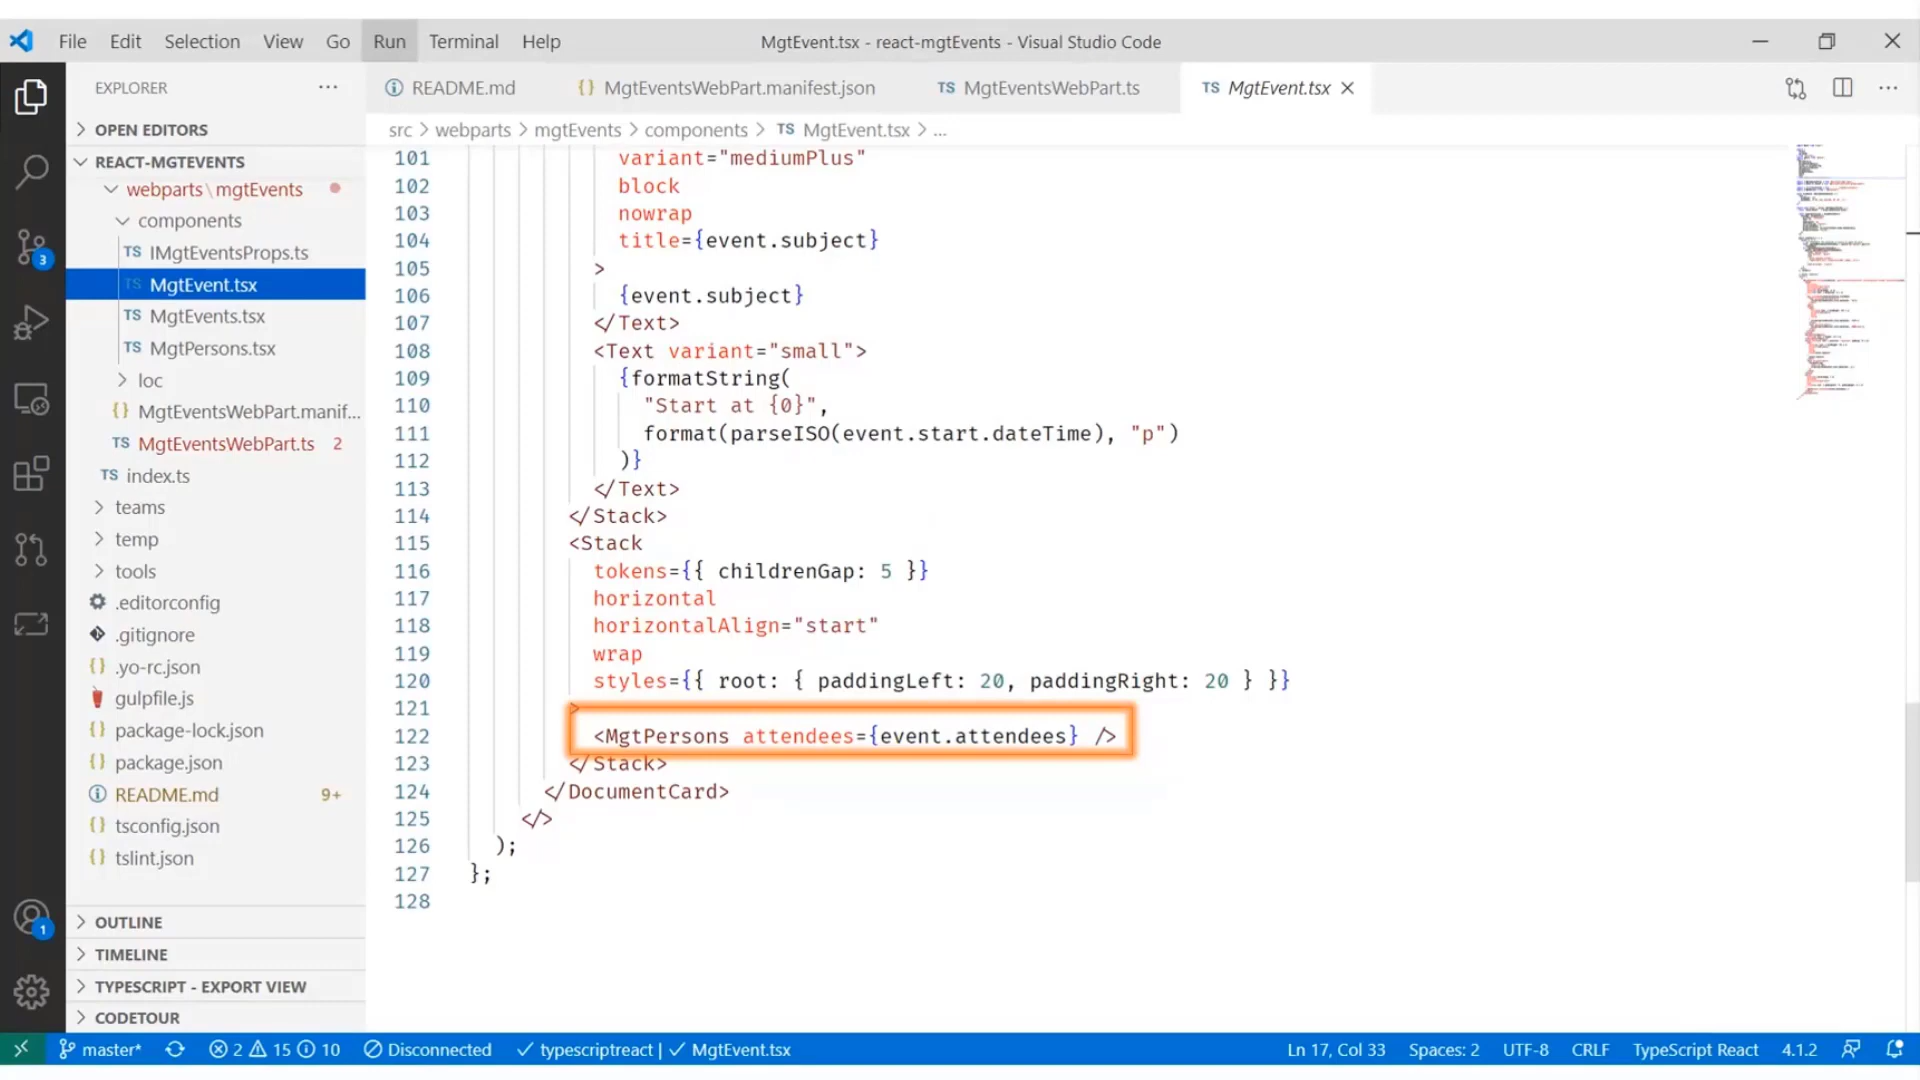 File Edit Selection View Go Run Terminal Help MgtEvent.tsx - react-mgtEvents - Visual Studio Code
EXPLORER ···
README.md {} MgtEventsWebPart.manifest.json TS MgtEventsWebPart.ts TS MgtEvent.tsx
OPEN EDITORS
REACT-MGTEVENTS
webparts\mgtEvents
components
TS IMgtEventsProps.ts
TS MgtEvent.tsx
TS MgtEvents.tsx
TS MgtPersons.tsx
loc
{} MgtEventsWebPart.manif...
TS MgtEventsWebPart.ts 2
TS index.ts
teams
temp
tools
.editorconfig
.gitignore
{} .yo-rc.json
gulpfile.js
{} package-lock.json
{} package.json
README.md 9+
{} tsconfig.json
{} tslint.json
OUTLINE
TIMELINE
TYPESCRIPT - EXPORT VIEW
CODETOUR
3
1
src > webparts > mgtEvents > components > TS MgtEvent.tsx > ...
101 variant="mediumPlus"
102 block
103 nowrap
104 title={event.subject}
105 >
106 {event.subject}
107 </Text>
108 <Text variant="small">
109 {formatString(
110 "Start at {0}",
111 format(parseISO(event.start.dateTime), "p")
112 )}
113 </Text>
114 </Stack>
115 <Stack
116 tokens={{ childrenGap: 5 }}
117 horizontal
118 horizontalAlign="start"
119 wrap
120 styles={{ root: { paddingLeft: 20, paddingRight: 20 } }}
121 >
122 <MgtPersons attendees={event.attendees} />
123 </Stack>
124 </DocumentCard>
125 </>
126 );
127 };
128
master* 2 15 10 Disconnected typescriptreact | MgtEvent.tsx Ln 17, Col 33 Spaces: 2 UTF-8 CRLF TypeScript React 4.1.2